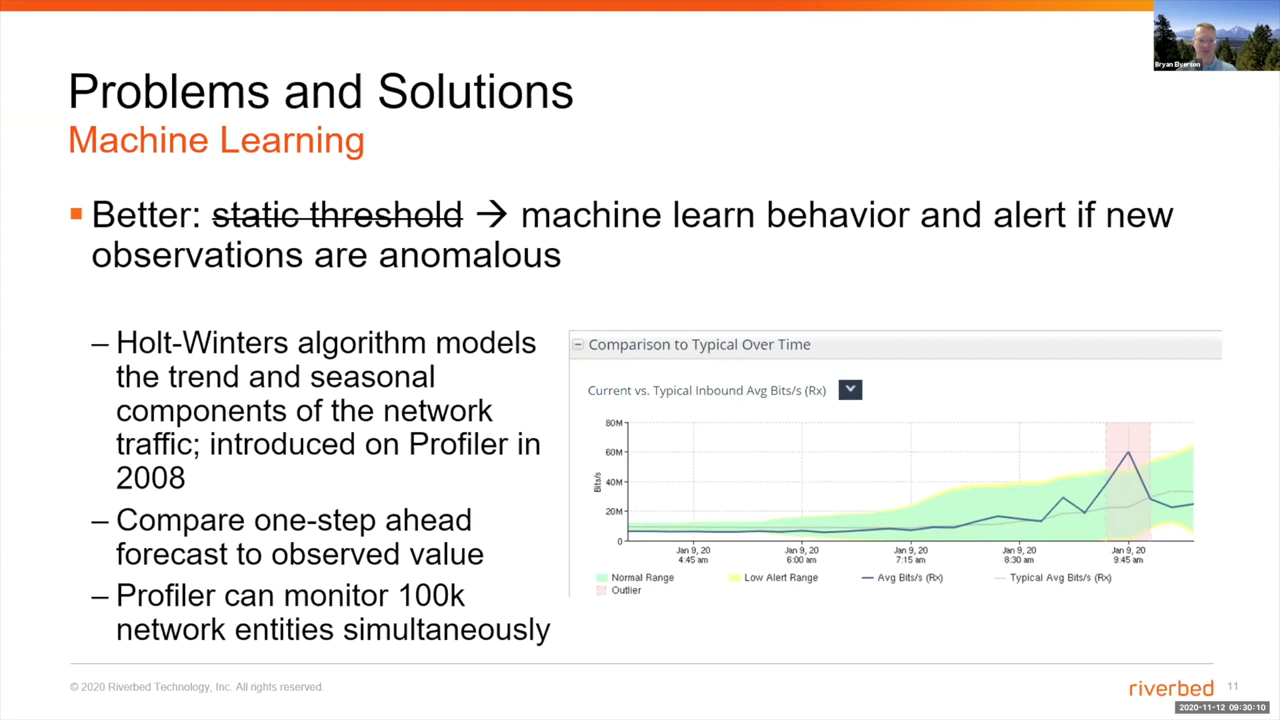 Bryan Elverson
Problems and Solutions
Machine Learning
Better: static threshold → machine learn behavior and alert if new
observations are anomalous
– Holt-Winters algorithm models
the trend and seasonal
components of the network
traffic; introduced on Profiler in
2008
– Compare one-step ahead
forecast to observed value
– Profiler can monitor 100k
network entities simultaneously
Comparison to Typical Over Time
Current vs. Typical Inbound Avg Bits/s (Rx)
80M
60M
40M
20M
0
Bits/s
Jan 9, 20
4:45 am
Jan 9, 20
6:00 am
Jan 9, 20
7:15 am
Jan 9, 20
8:30 am
Jan 9, 20
9:45 am
Normal Range
Low Alert Range
Avg Bits/s (Rx)
Typical Avg Bits/s (Rx)
Outlier
© 2020 Riverbed Technology, Inc. All rights reserved.
riverbed
11
2020-11-12 09:30:10